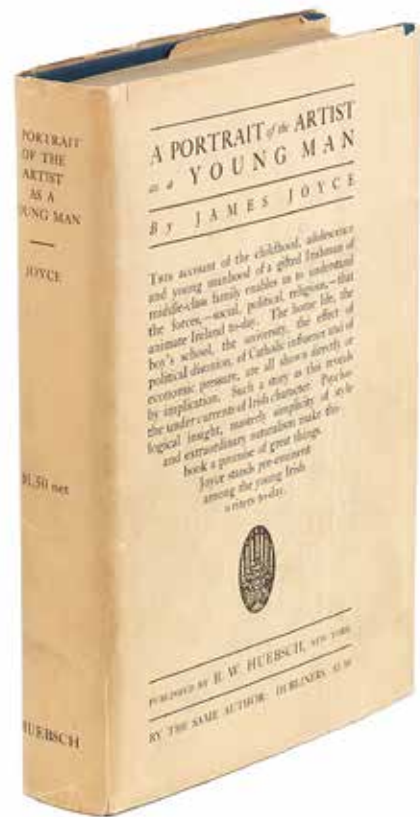 PORTRAIT
OF THE
ARTIST
AS A
YOUNG MAN
JOYCE
$1.50 net
HUEBSCH
A PORTRAIT of the ARTIST
as a YOUNG MAN
By JAMES JOYCE
THIS account of the childhood, adolescence
and young manhood of a gifted Irishman of
middle-class family enables us to understand
the forces,—social, political, religious,—that
animate Ireland to-day. The home life, the
boy's school, the university, the effect of
political dissension, of Catholic influence and of
economic pressure, are all shown directly or
by implication. Such a story as this reveals
the under currents of Irish character. Psycho-
logical insight, masterly simplicity of style
and extraordinary naturalism make this
book a promise of great things.
Joyce stands pre-eminent
among the young Irish
writers to-day.
PUBLISHED BY B. W. HUEBSCH, NEW YORK
BY THE SAME AUTHOR: DUBLINERS,